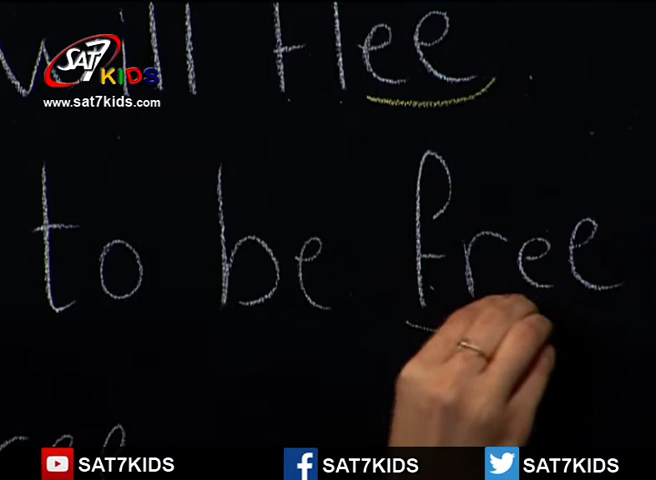 will flee
SAT7
KIDS
www.sat7kids.com
to be free
SAT7KIDS SAT7KIDS SAT7KIDS